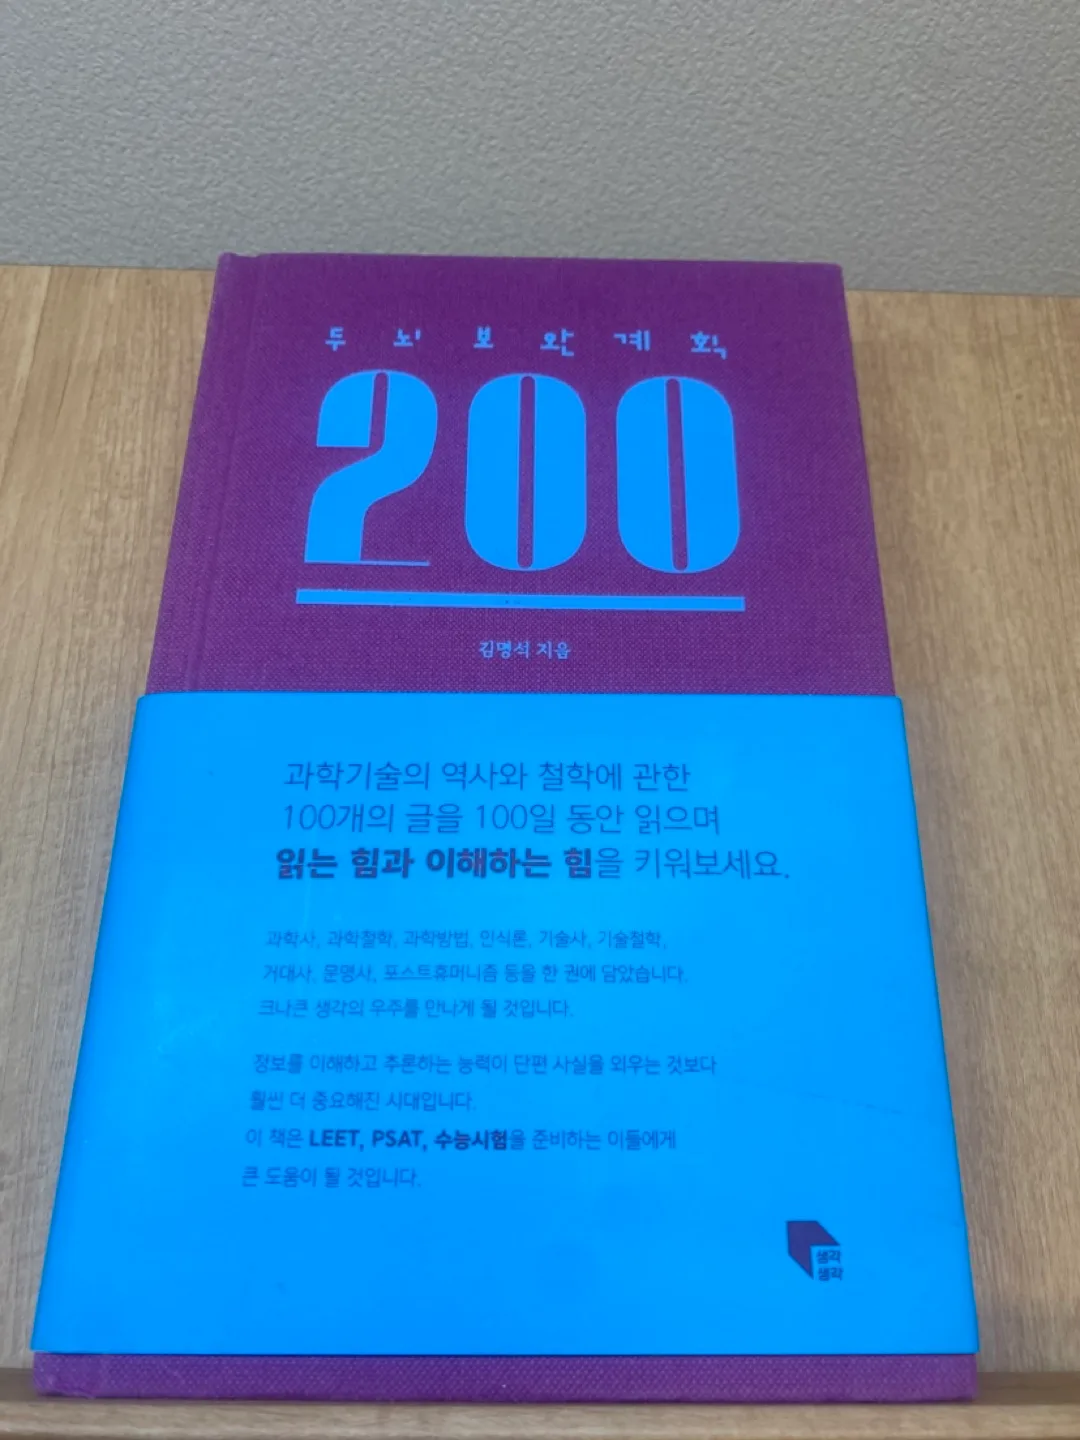 두뇌보완계획
200
김명석 지음
과학기술의 역사와 철학에 관한
100개의 글을 100일 동안 읽으며
읽는 힘과 이해하는 힘을 키워보세요.
과학사, 과학철학, 과학방법, 인식론, 기술사, 기술철학,
거대사, 문명사, 포스트휴머니즘 등을 한 권에 담았습니다.
크나큰 생각의 우주를 만나게 될 것입니다.
정보를 이해하고 추론하는 능력이 단편 사실을 외우는 것보다
훨씬 더 중요해진 시대입니다.
이 책은 LEET, PSAT, 수능시험을 준비하는 이들에게
큰 도움이 될 것입니다.
생각
생각